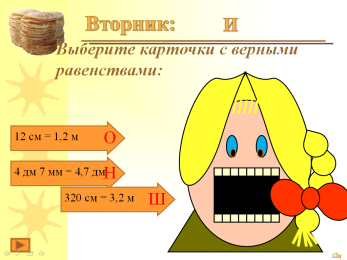 Вторник: И
Выберите карточки с верными
равенствами:
12 см = 1,2 м О
4 дм 7 мм = 4,7 дм Н
320 см = 3,2 м Ш